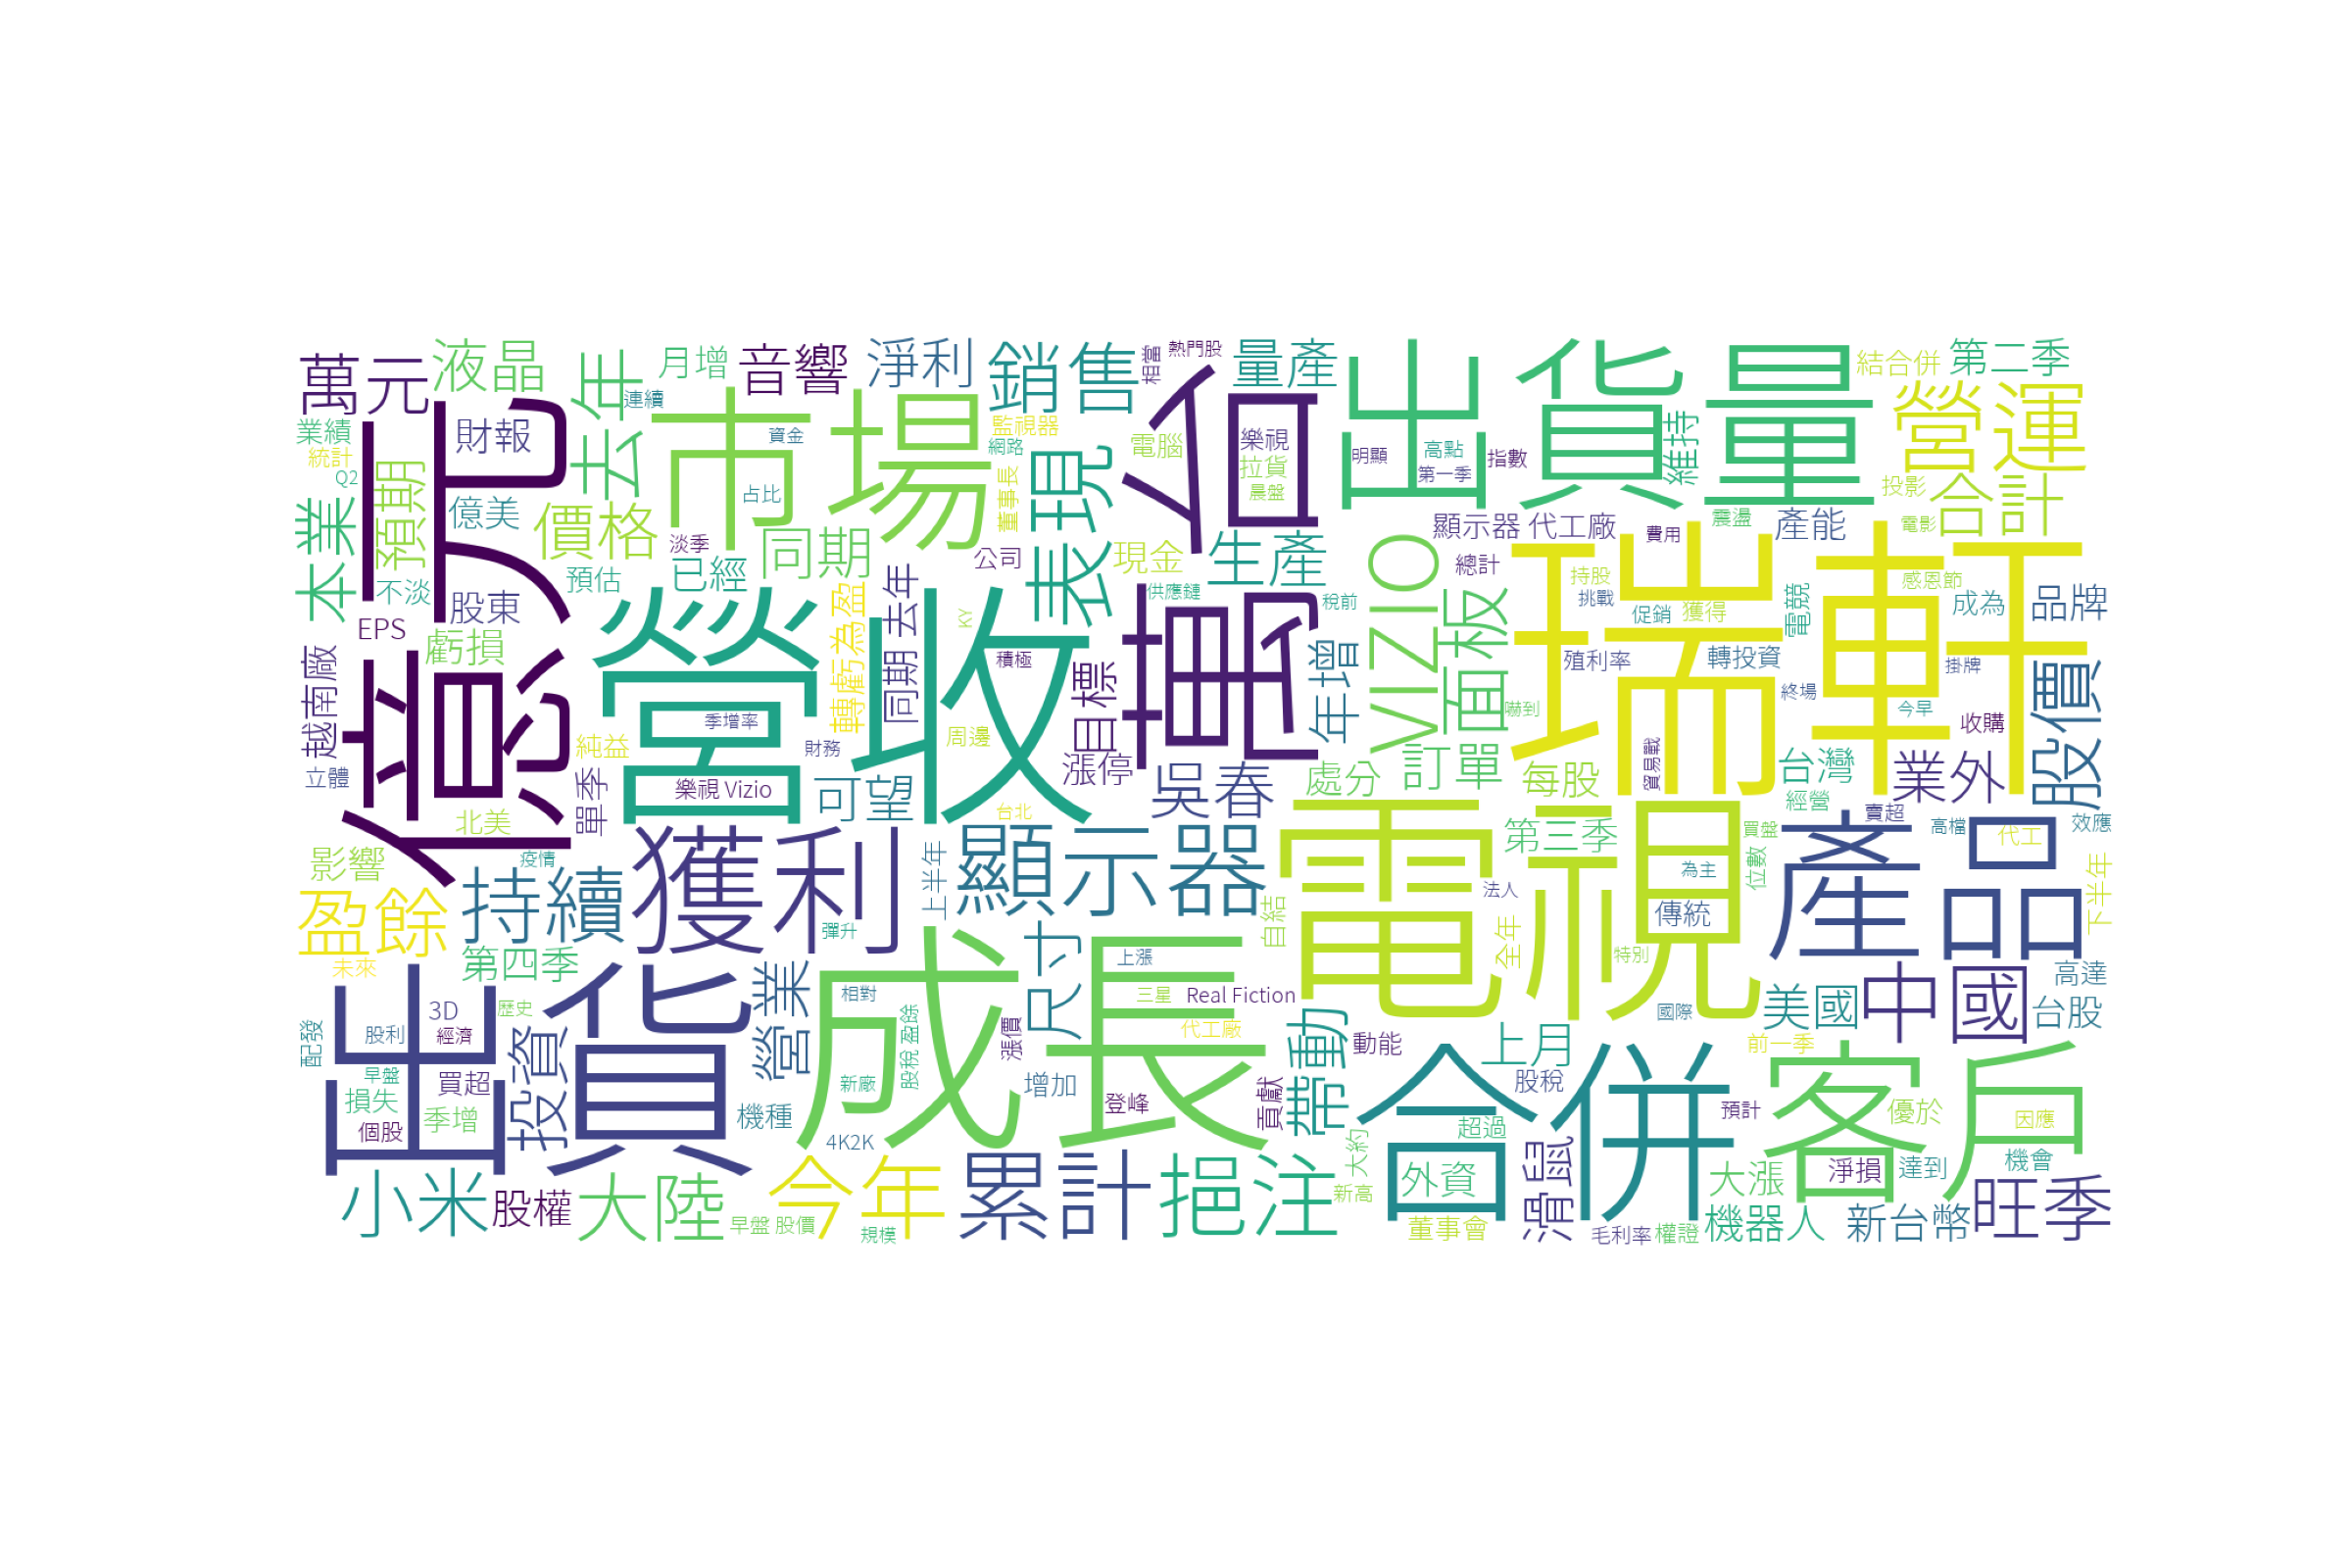 萬元
液晶
去年
月增
音響
淨利
銷售
相當
熱門股
量產
出貨量
結合併
第二季
業績
統計
Q2
預期
億元
財報
連續
市場
資金
占比
監視器
網路
董事長
表現
萬台
電腦
樂視
拉貨
晨盤
明顯
高點
第一季
指數
維持
營運
投影
合計
電影
本業
億美
價格
淡季
同期
公司
現金
生產
VIZIO
顯示器 代工廠
費用
震盪
產能
瑞軒
不淡
股東
預估
已經
轉虧為盈
同期 去年
KY
供應鏈
稅前
面板
總計
持股
挑戰
促銷
獲得
電競
感恩節
成為
品牌
EPS
虧損
營收
積極
目標
年增
殖利率
轉投資
終場
掛牌
今早
收購
股價
越南廠
立體
純益
單季
季增率
財務
周邊
漲停
吳春
處分
訂單
嚇到
每股
貿易戰
台灣
業外
樂視 Vizio
可望
台北
經營
賣超
高檔
代工
效應
北美
影響
疫情
獲利
上半年
顯示器
電視
第三季
買盤
為主
位數
產品
下半年
盈餘
持續
彈升
尺寸
自結
法人
全年
傳統
特別
未來
第四季
3D
歷史
營業
相對
成長
上漲
三星
Real Fiction
國際
美國
中國
高達
台股
配發
股利
經濟
投資
出貨
股稅 盈餘
漲價
代工廠
帶動
動能
上月
前一季
早盤
損失
買超
季增
機種
新廠
增加
登峰
貢獻
合併
股稅
預計
客戶
優於
因應
個股
4K2K
大約
超過
滑鼠
大漲
淨損
達到
機會
小米
股權
大陸
早盤 股價
今年
規模
累計
挹注
新高
外資
董事會
毛利率
權證
機器人
新台幣
旺季